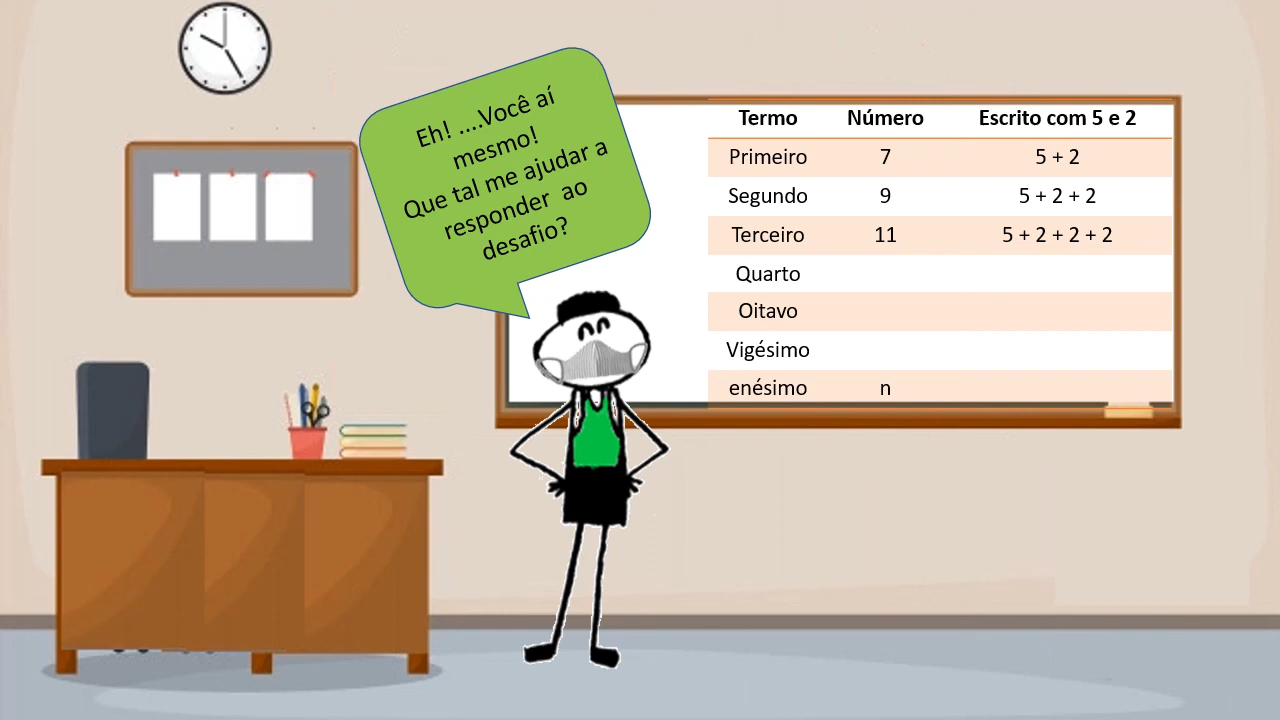 Eh! ....Você aí
mesmo!
Que tal me ajudar a
responder ao
desafio?
Termo Número Escrito com 5 e 2
Primeiro 7 5 + 2
Segundo 9 5 + 2 + 2
Terceiro 11 5 + 2 + 2 + 2
Quarto
Oitavo
Vigésimo
enésimo n